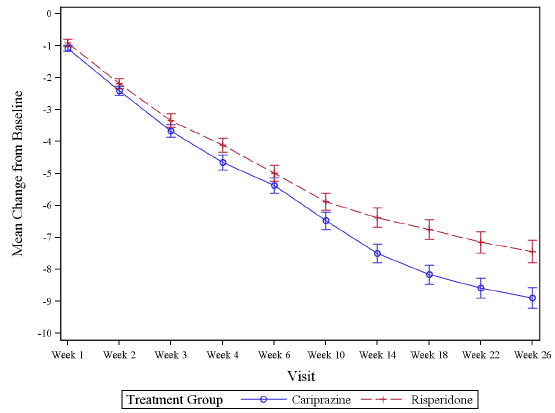 0
-1
-2
-3
-4
-5
-6
-7
-8
-9
-10
Mean Change from Baseline
Week 1 Week 2 Week 3 Week 4 Week 6 Week 10 Week 14 Week 18 Week 22 Week 26
Visit
Treatment Group Cariprazine Risperidone